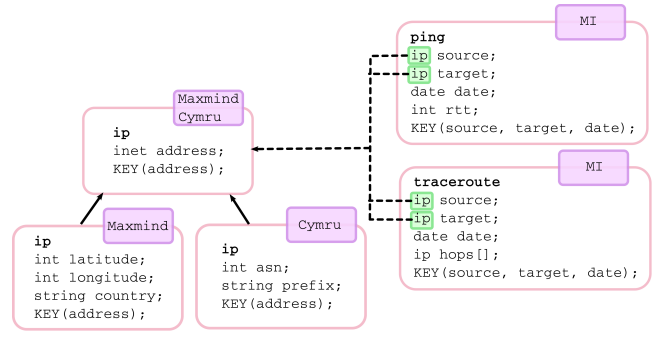 MI
ping
ip source;
ip target;
date date;
int rtt;
KEY(source, target, date);
Maxmind
Cymru
ip
inet address;
KEY(address);
MI
traceroute
ip source;
ip target;
date date;
ip hops[];
KEY(source, target, date);
Maxmind
ip
int latitude;
int longitude;
string country;
KEY(address);
Cymru
ip
int asn;
string prefix;
KEY(address);